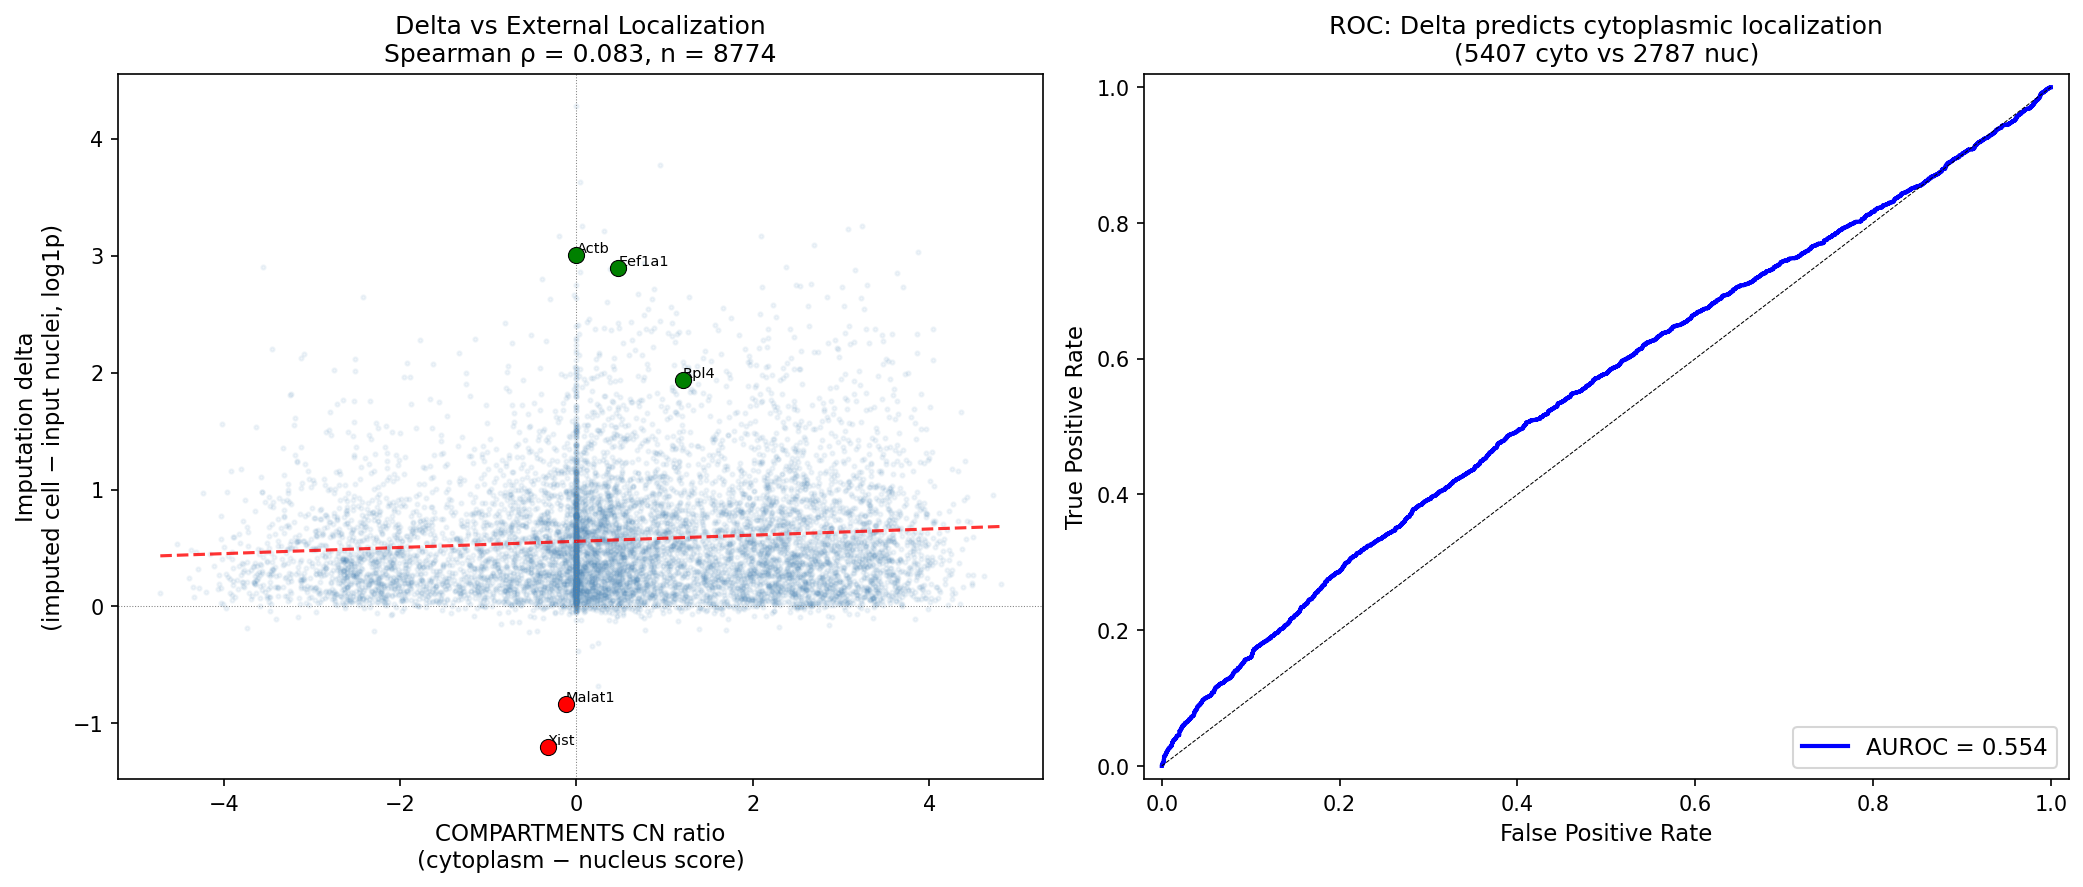 Delta vs External Localization
Spearman ρ = 0.083, n = 8774
Imputation delta
(imputed cell − input nuclei, log1p)
4
3
2
1
0
−1
Actb
Eef1a1
Rpl4
Malat1
Xist
−4
−2
0
2
4
COMPARTMENTS CN ratio
(cytoplasm − nucleus score)
ROC: Delta predicts cytoplasmic localization
(5407 cyto vs 2787 nuc)
True Positive Rate
1.0
0.8
0.6
0.4
0.2
0.0
AUROC = 0.554
0.0
0.2
0.4
0.6
0.8
1.0
False Positive Rate